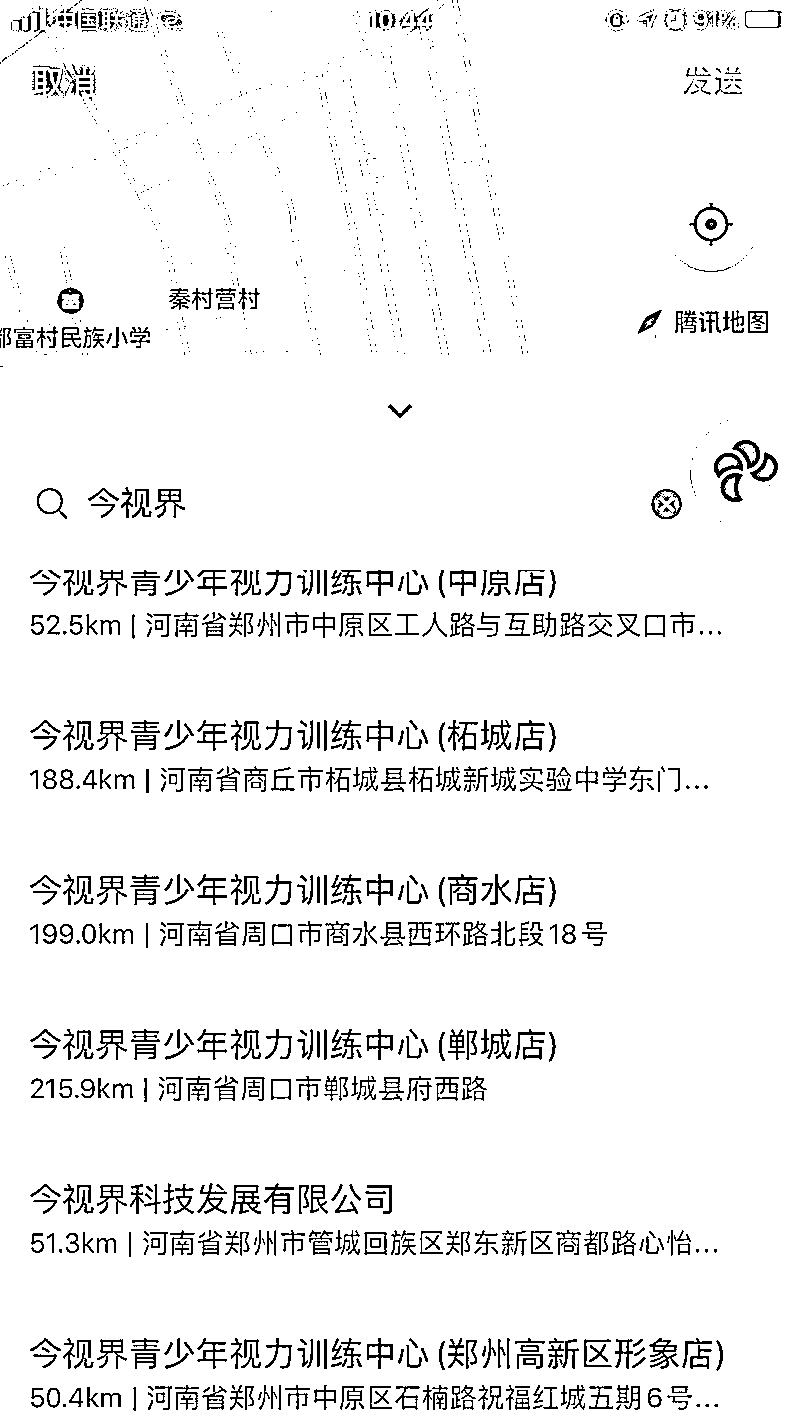 中国联通
10:44
91%
取消
发送
秦村营村
富村民族小学
腾讯地图
今视界
今视界青少年视力训练中心 (中原店)
52.5km | 河南省郑州市中原区工人路与互助路交叉口市...
今视界青少年视力训练中心 (柘城店)
188.4km | 河南省商丘市柘城县柘城新城实验中学东门...
今视界青少年视力训练中心 (商水店)
199.0km | 河南省周口市商水县西环路北段18号
今视界青少年视力训练中心 (郸城店)
215.9km | 河南省周口市郸城县府西路
今视界科技发展有限公司
51.3km | 河南省郑州市管城回族区郑东新区商都路心怡...
今视界青少年视力训练中心 (郑州高新区形象店)
50.4km | 河南省郑州市中原区石楠路祝福红城五期6号...